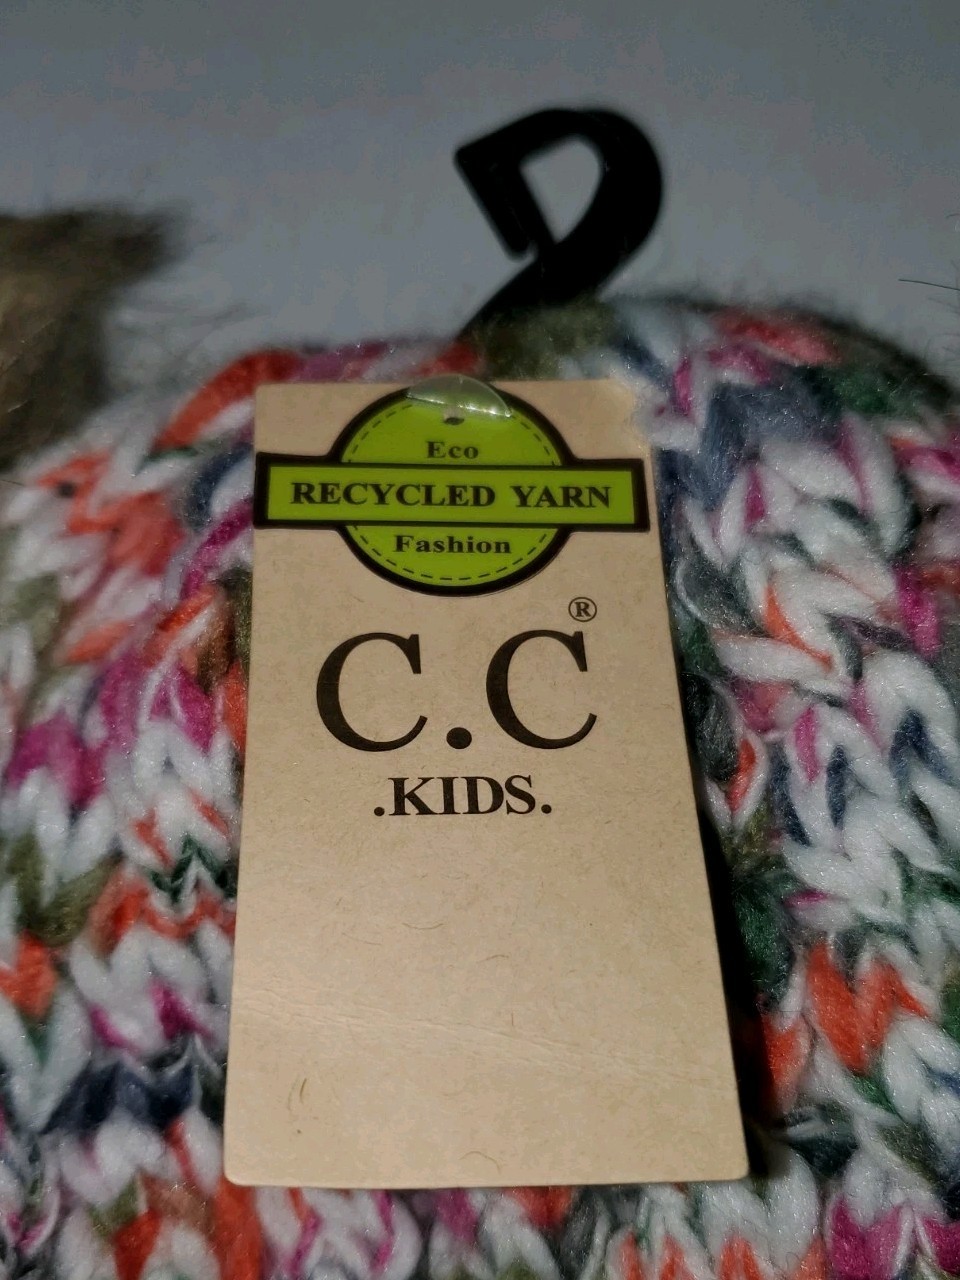 Eco
RECYCLED YARN
Fashion
C.C®
.KIDS.